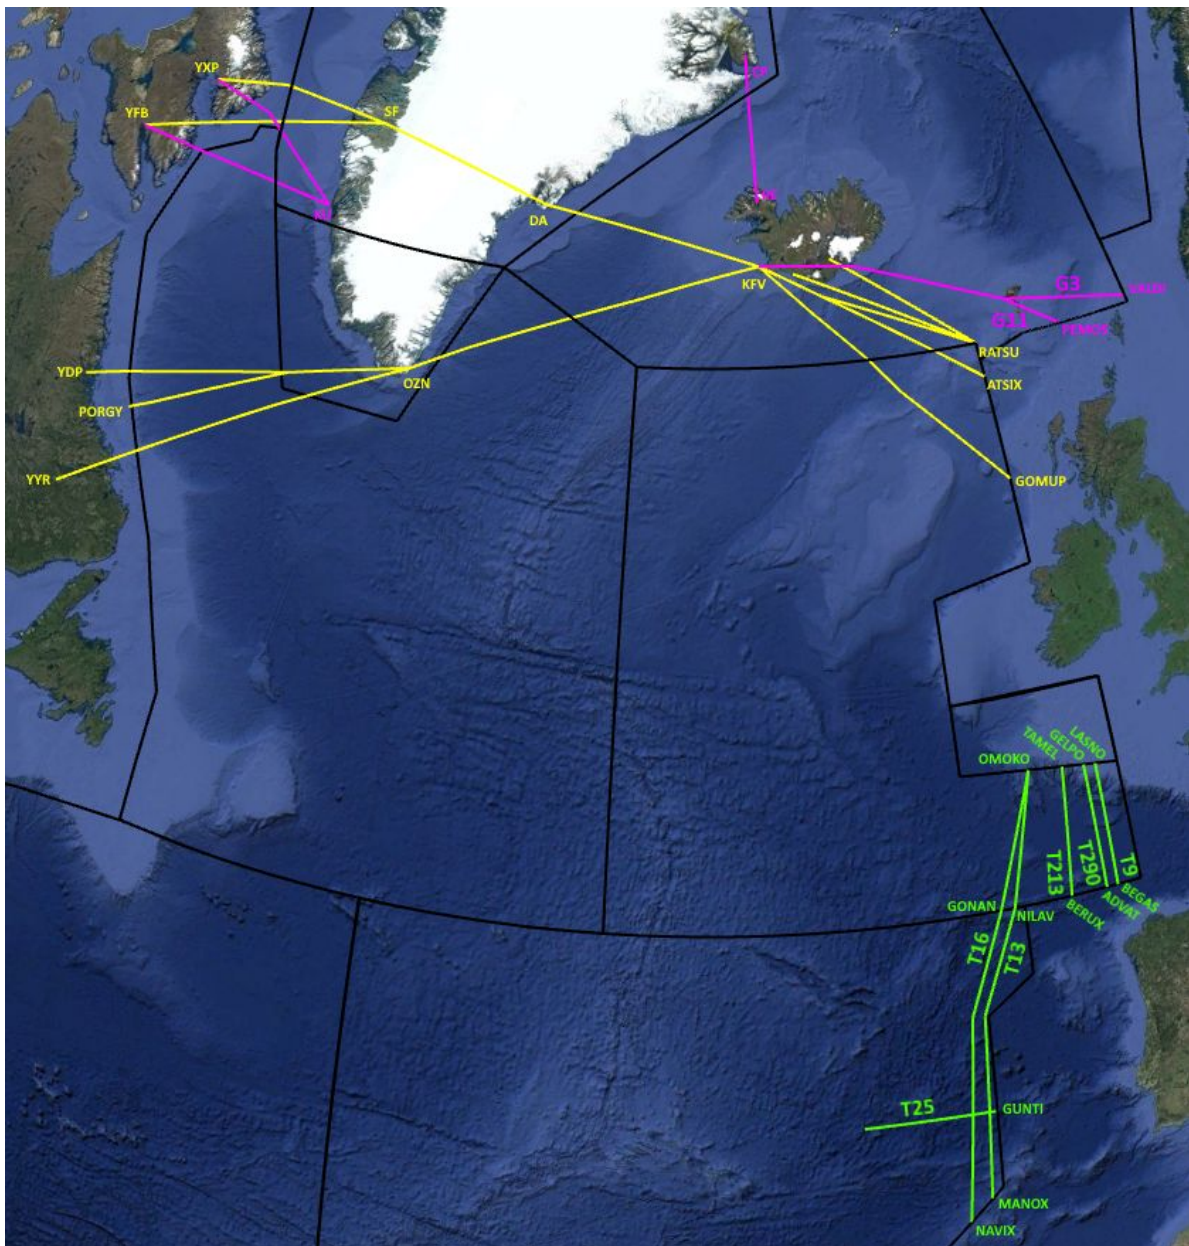 YXP
YFB
SF
DA
KFV
G3
G11
PEMOS
RATSU
ATSIX
GOMUP
YDP
PORGY
OZN
YYR
OMOKO
TAMEL
GELPO
LASNO
T213
T290
T9
BEGAS
ADVAT
BERUX
GONAN
NILAV
T16
T13
T25
GUNTI
MANOX
NAVIX